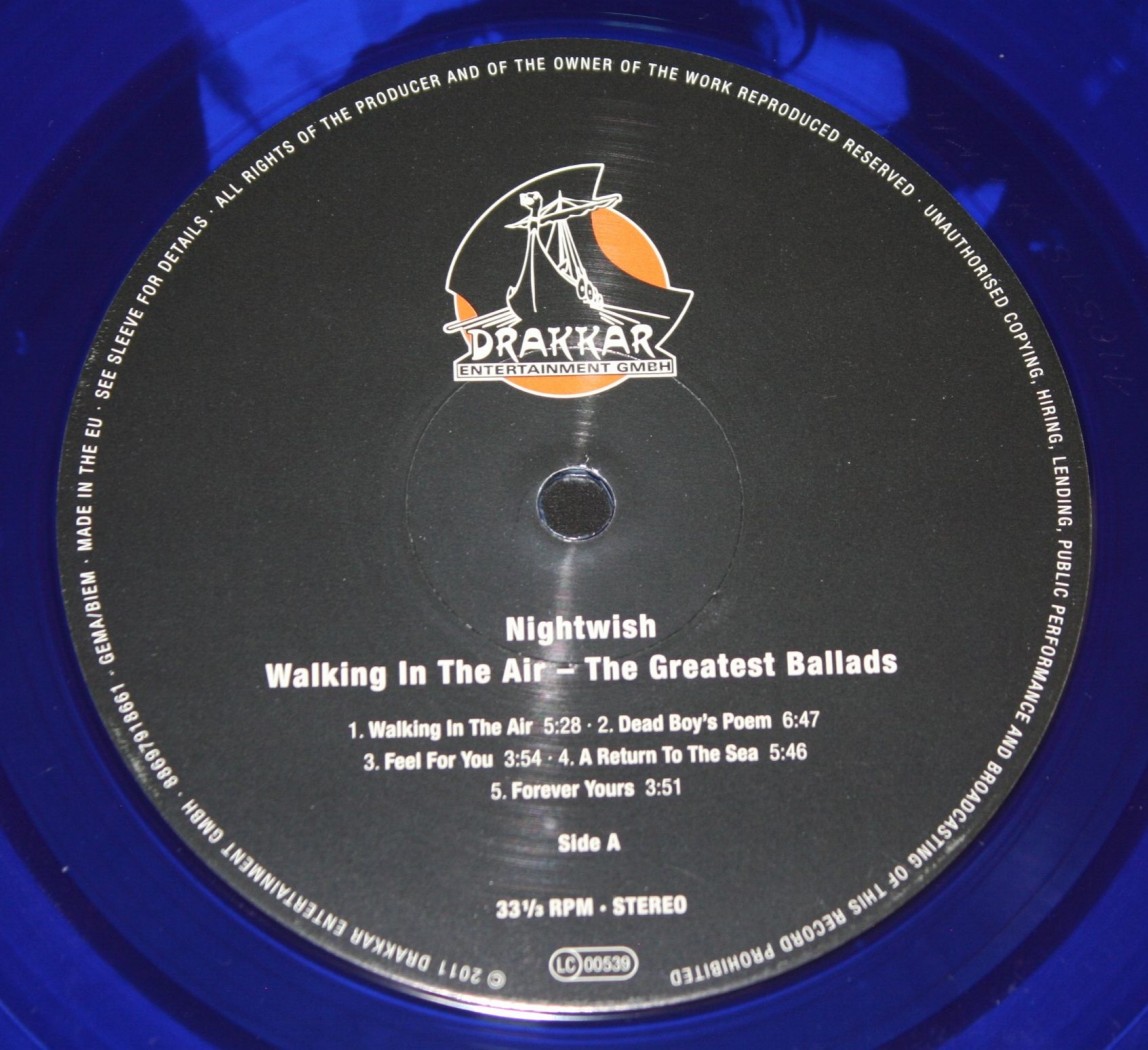 DRAKKAR
ENTERTAINMENT GMBH
Nightwish
Walking In The Air – The Greatest Ballads
1. Walking In The Air 5:28 · 2. Dead Boy's Poem 6:47
3. Feel For You 3:54 · 4. A Return To The Sea 5:46
5. Forever Yours 3:51
Side A
33⅓ RPM • STEREO
LC 00539
© 2011 DRAKKAR ENTERTAINMENT GMBH · 88697918661 · GEMA/BIEM · MADE IN THE EU · SEE SLEEVE FOR DETAILS · ALL RIGHTS OF THE PRODUCER AND OF THE OWNER OF THE WORK REPRODUCED RESERVED · UNAUTHORISED COPYING, HIRING, LENDING, PUBLIC PERFORMANCE AND BROADCASTING OF THIS RECORD PROHIBITED